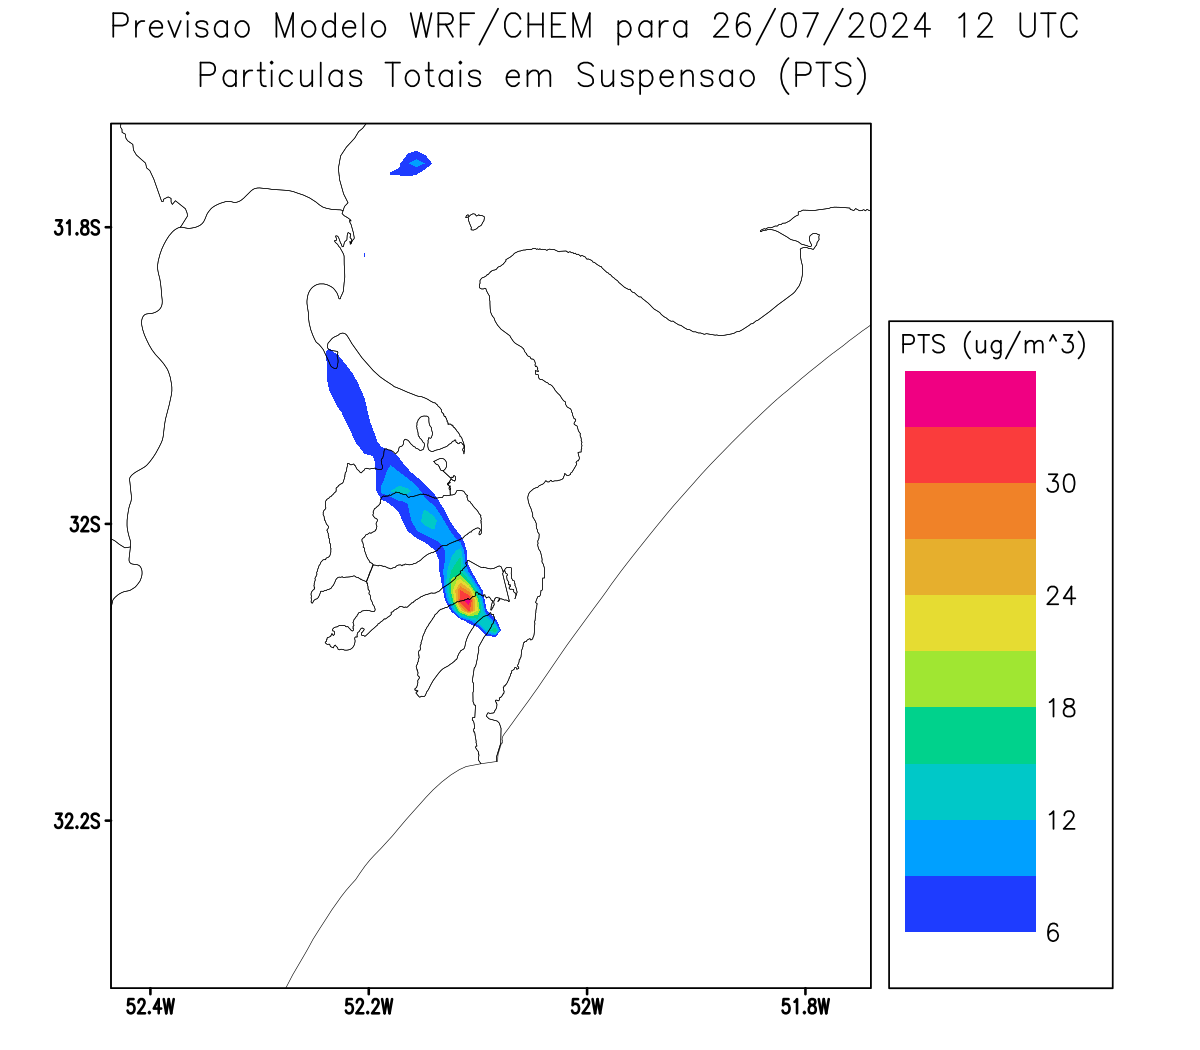 Previsao Modelo WRF/CHEM para 26/07/2024 12 UTC
Particulas Totais em Suspensao (PTS)
31.8S
32S
32.2S
52.4W
52.2W
52W
51.8W
PTS (ug/m^3)
30
24
18
12
6